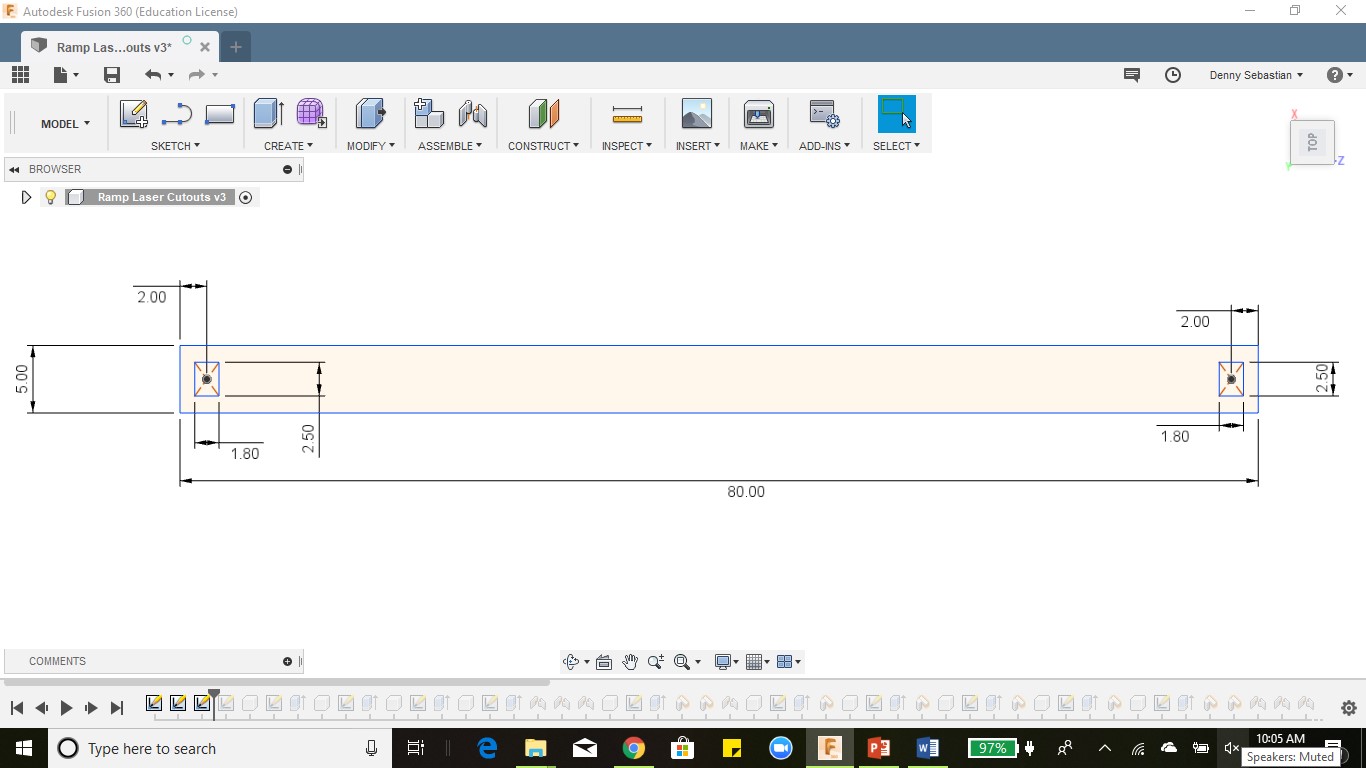 Autodesk Fusion 360 (Education License)
Ramp Las...outs v3*
Denny Sebastian
MODEL
SKETCH
CREATE
MODIFY
ASSEMBLE
CONSTRUCT
INSPECT
INSERT
MAKE
ADD-INS
SELECT
X
TOP
Z
Y
BROWSER
Ramp Laser Cutouts v3
2.00
2.00
5.00
2.50
2.50
1.80
1.80
80.00
COMMENTS
Type here to search
97%
10:05 AM
Speakers: Muted